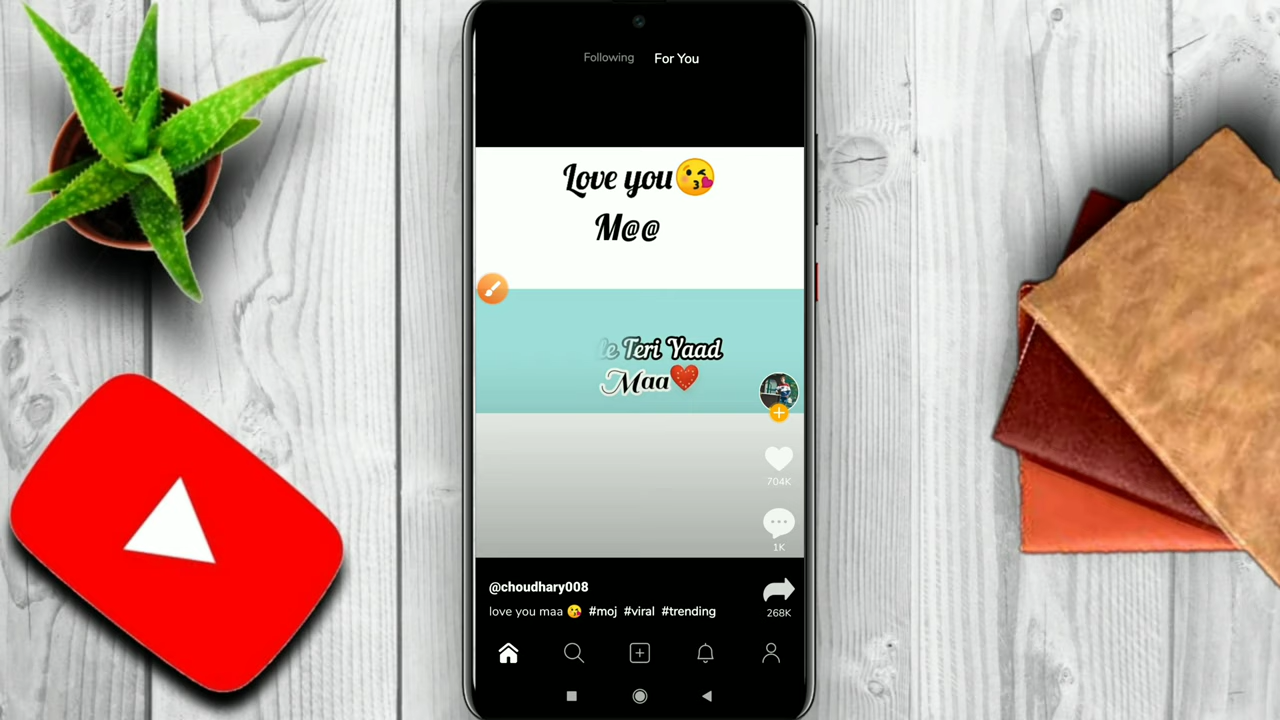 Following For You
Love you😘
M@@
Teri Yaad
Maa❤️
704K
1K
@choudhary008
love you maa 😘 #moj #viral #trending
268K